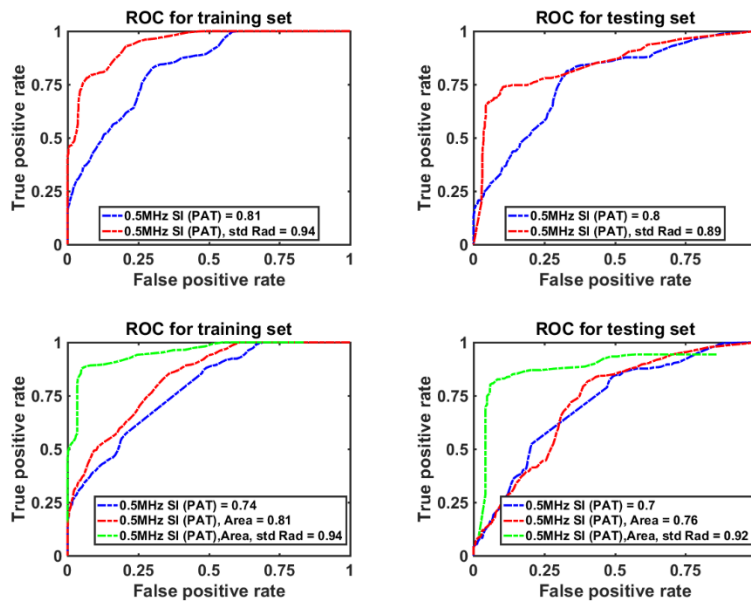 ROC for training set
True positive rate
1
0.75
0.5
0.25
0
0.5MHz SI (PAT) = 0.81
0.5MHz SI (PAT), std Rad = 0.94
0 0.25 0.5 0.75 1
False positive rate
ROC for testing set
True positive rate
1
0.75
0.5
0.25
0
0.5MHz SI (PAT) = 0.8
0.5MHz SI (PAT), std Rad = 0.89
0 0.25 0.5 0.75
False positive rate
ROC for training set
True positive rate
1
0.75
0.5
0.25
0
0.5MHz SI (PAT) = 0.74
0.5MHz SI (PAT), Area = 0.81
0.5MHz SI (PAT),Area, std Rad = 0.94
0 0.25 0.5 0.75 1
False positive rate
ROC for testing set
True positive rate
1
0.75
0.5
0.25
0
0.5MHz SI (PAT) = 0.7
0.5MHz SI (PAT), Area = 0.76
0.5MHz SI (PAT),Area, std Rad = 0.92
0 0.25 0.5 0.75
False positive rate